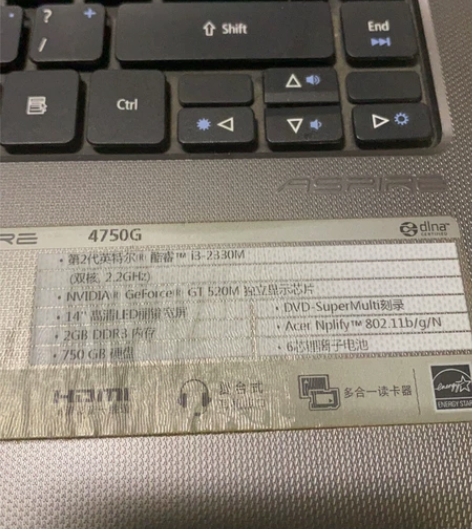 ?
/
⇧ Shift
End
Ctrl
ASPIRE
RE 4750G dlna
CERTIFIED
· 第2代英特尔® 酷睿™ i3-2330M
(双核, 2.2GHz)
· NVIDIA® GeForce® GT 520M 独立显示芯片
· 14" 高清LED
· DVD-SuperMulti刻录
· 2GB DDR3 内存
· Acer Nplify™ 802.11b/g/N
· 750 GB 硬盘
· 6芯锂离子电池
HDMI
多合一读卡器
energy
ENERGY STAR